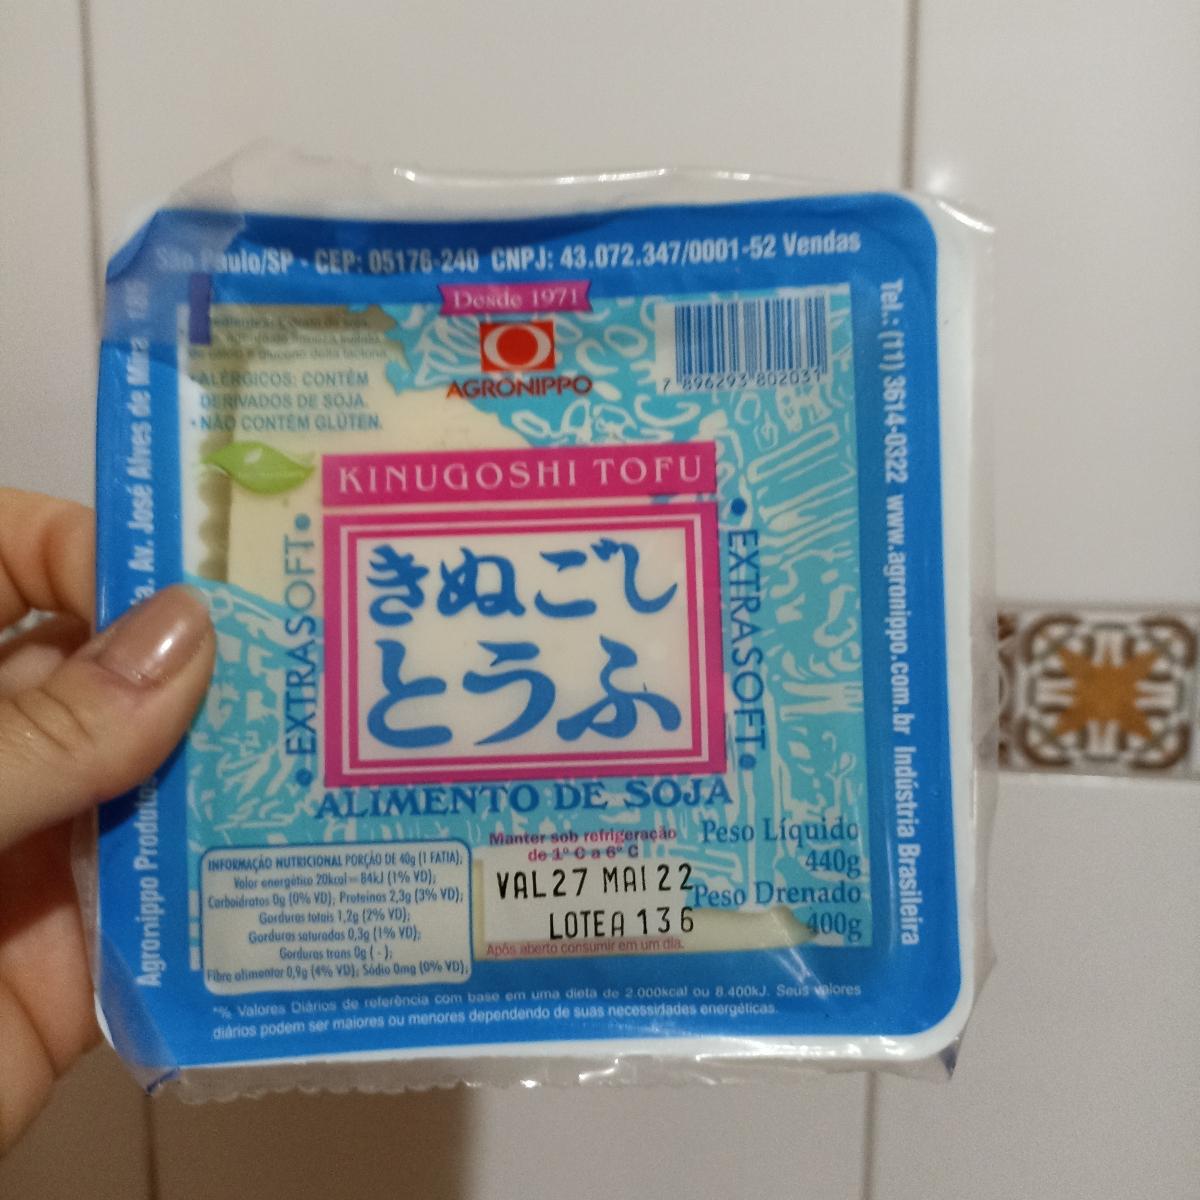 São Paulo/SP - CEP: 05176-240 CNPJ: 43.072.347/0001-52 Vendas
Tel.: (11) 3614-0322 www.agronippo.com.br Indústria Brasileira
Agronippo Produtos Av. José Alves de Mira
Desde 1971
AGRONIPPO
7 896293 802031
•ALÉRGICOS: CONTÉM
DERIVADOS DE SOJA.
•NÃO CONTÉM GLÚTEN.
KINUGOSHI TOFU
きぬごし
とうふ
•EXTRASOFT•
•EXTRASOFT•
ALIMENTO DE SOJA
Manter sob refrigeração
de 1º C a 6º C
VAL27 MAI 22
LOTEA 136
Após aberto consumir em um dia.
Peso Líquido
440g
Peso Drenado
400g
INFORMAÇÃO NUTRICIONAL PORÇÃO DE 40g (1 FATIA);
Valor energético 20kcal = 84kJ (1% VD);
Carboidratos 0g (0% VD); Proteínas 2,3g (3% VD);
Gorduras totais 1,2g (2% VD);
Gorduras saturadas 0,3g (1% VD);
Gorduras trans 0g ( - );
Fibra alimentar 0,9g (4% VD); Sódio 0mg (0% VD);
*% Valores Diários de referência com base em uma dieta de 2.000kcal ou 8.400kJ. Seus valores
diários podem ser maiores ou menores dependendo de suas necessidades energéticas.